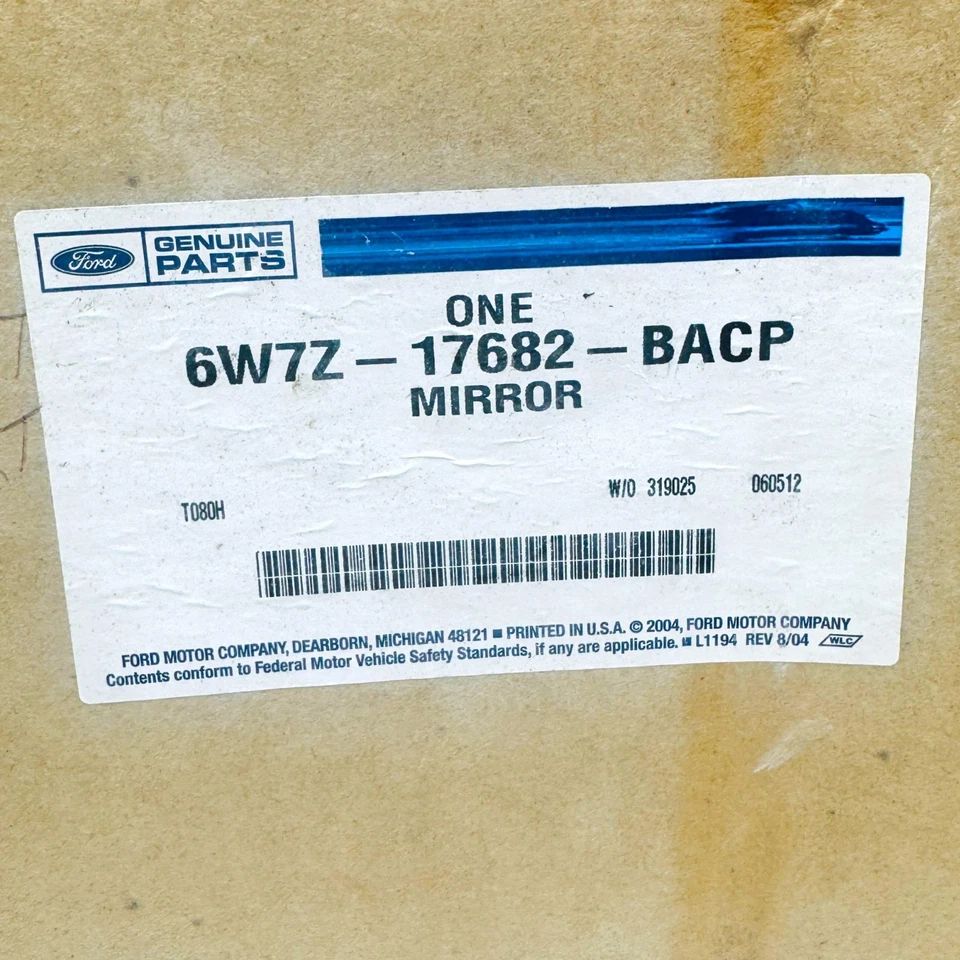 Ford GENUINE PARTS
ONE
6W7Z-17682-BACP
MIRROR
T080H W/O 319025 060512
FORD MOTOR COMPANY, DEARBORN, MICHIGAN 48121 ■ PRINTED IN U.S.A. © 2004, FORD MOTOR COMPANY
Contents conform to Federal Motor Vehicle Safety Standards, if any are applicable. ■ L1194 REV 8/04 WLC